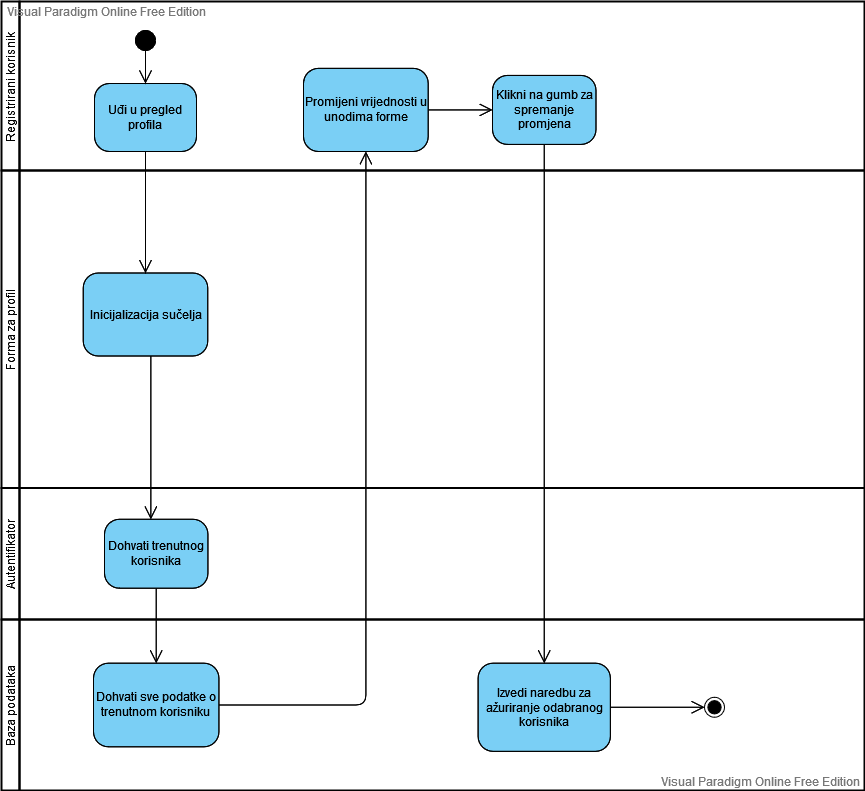 Visual Paradigm Online Free Edition
Registrirani korisnik
Uđi u pregled
profila
Promijeni vrijednosti u
unodima forme
Klikni na gumb za
spremanje
promjena
Forma za profil
Inicijalizacija sučelja
Autentifikator
Dohvati trenutnog
korisnika
Baza podataka
Dohvati sve podatke o
trenutnom korisniku
Izvedi naredbu za
ažuriranje odabranog
korisnika
Visual Paradigm Online Free Edition